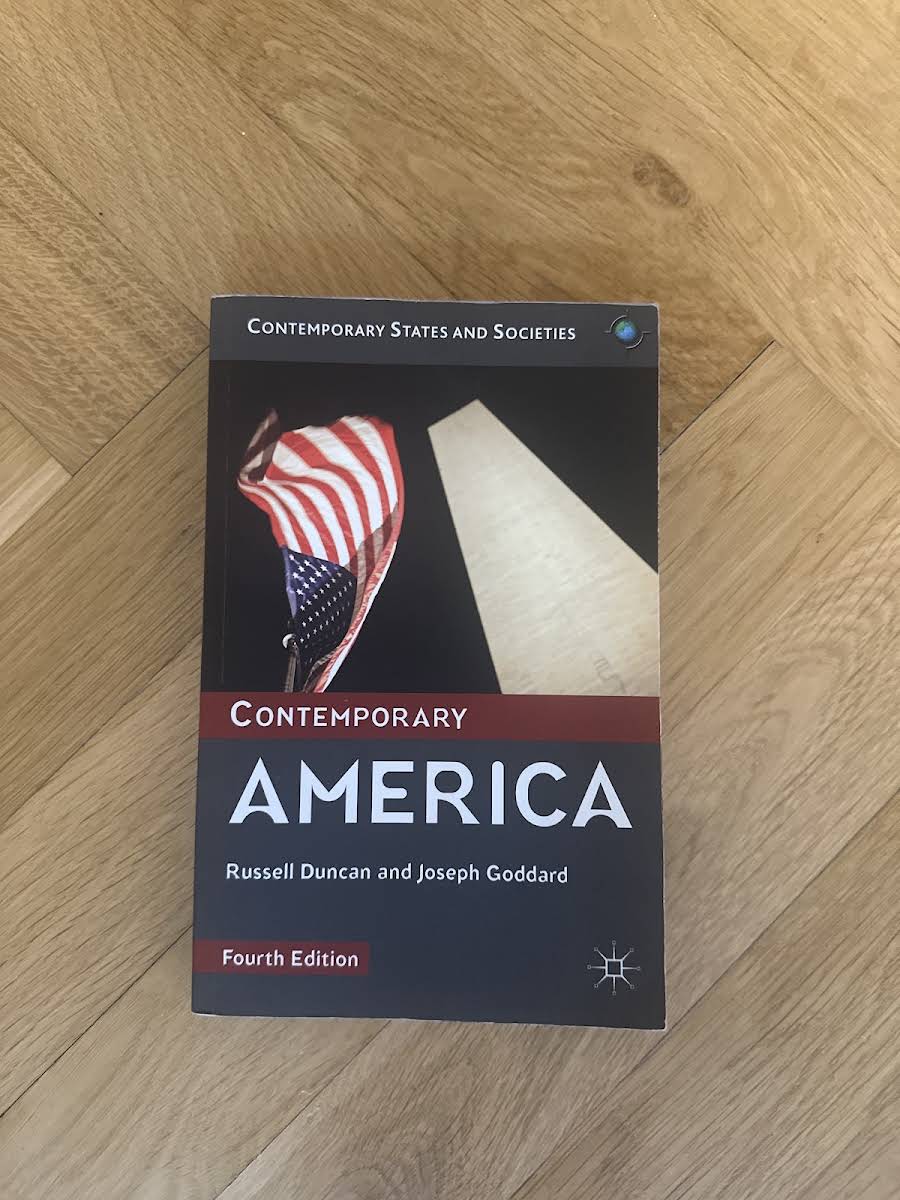 CONTEMPORARY STATES AND SOCIETIES
CONTEMPORARY
AMERICA
Russell Duncan and Joseph Goddard
Fourth Edition